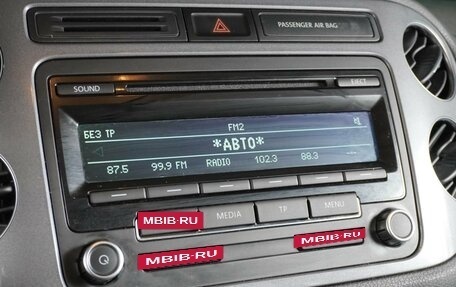 PASSENGER AIR BAG
SOUND
EJECT
FM2
БЕЗ ТР
*АВТО*
87.5 99.9 FM RADIO 102.3 88.3 ---
MBIB-RU
MEDIA
TP
MENU
MBIB-RU
MBIB-RU